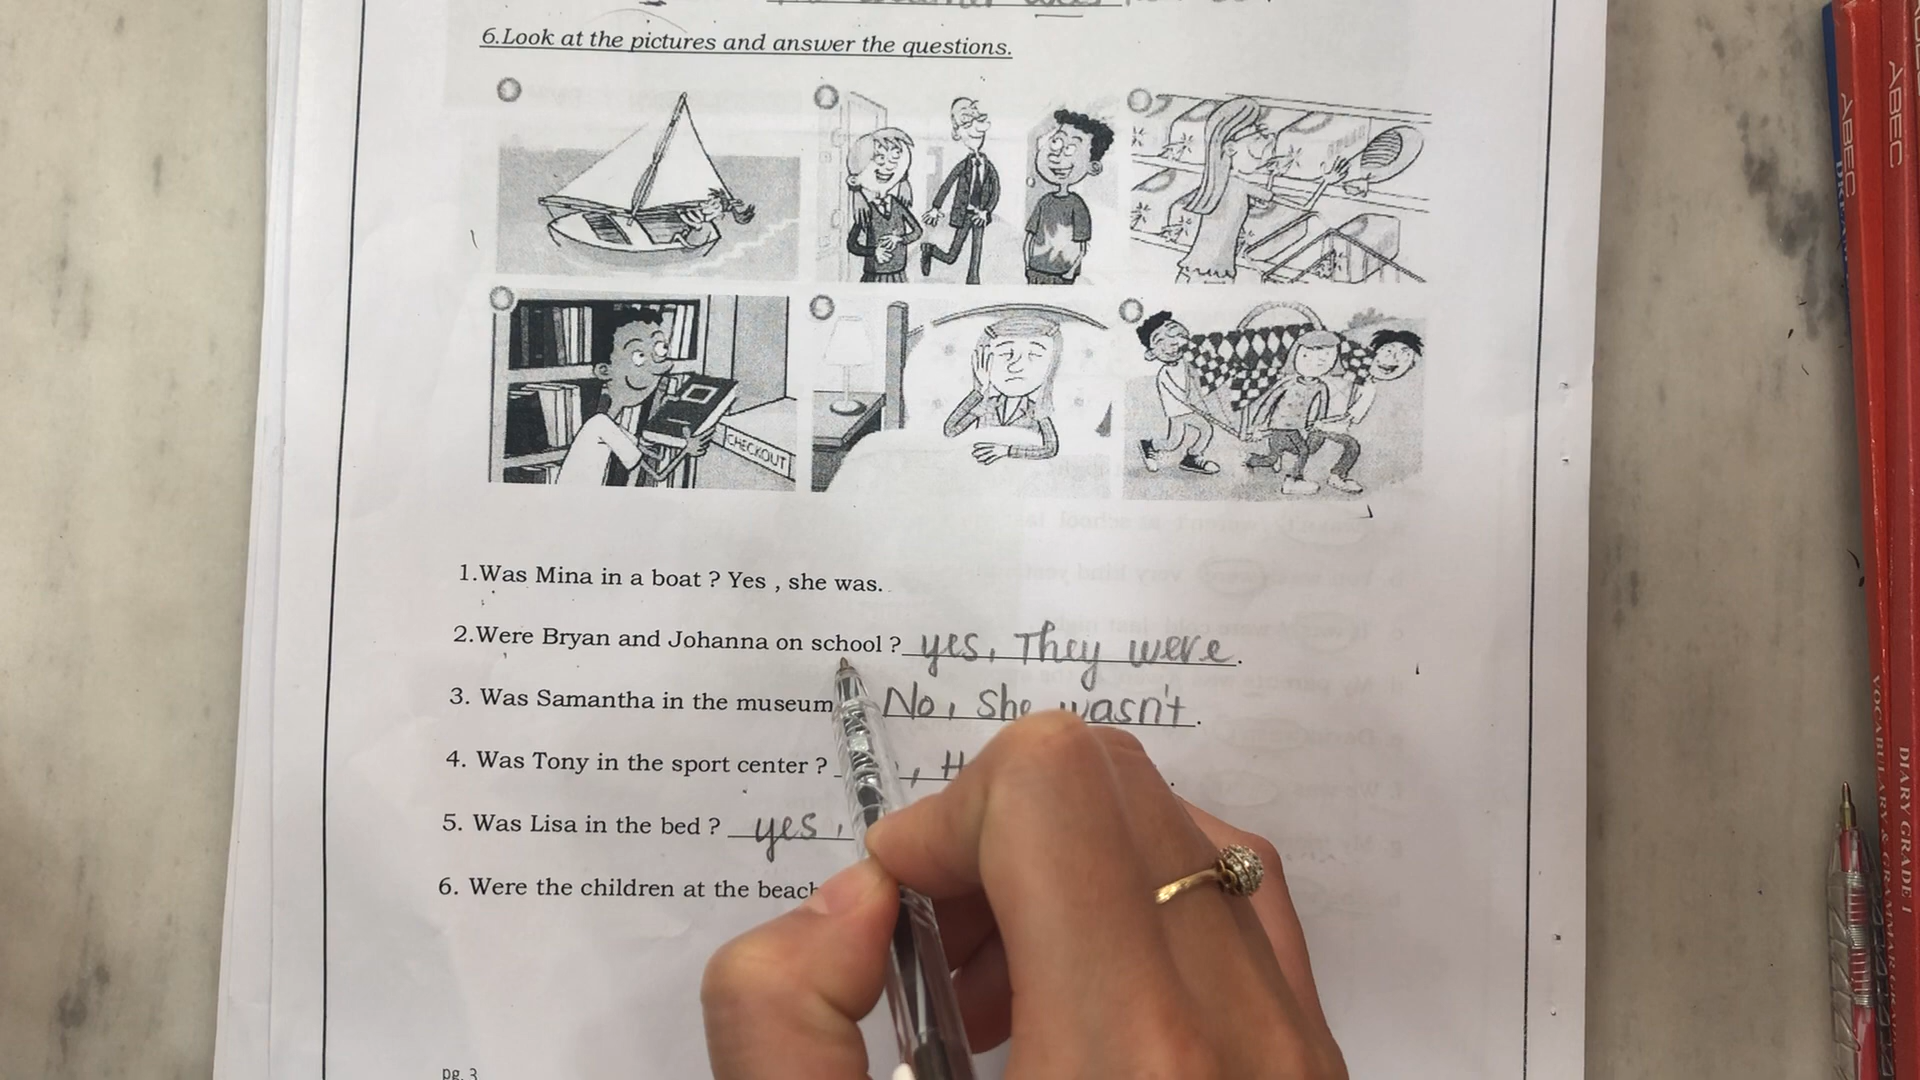 6.Look at the pictures and answer the questions.
CHECKOUT
1.Was Mina in a boat ? Yes , she was.
2.Were Bryan and Johanna on school ? yes, They were.
3. Was Samantha in the museum No, She wasn't.
4. Was Tony in the sport center ? , H
5. Was Lisa in the bed ? yes,
6. Were the children at the beach
pg. 3
ABEC
ABEC
DIARY GRADE 1